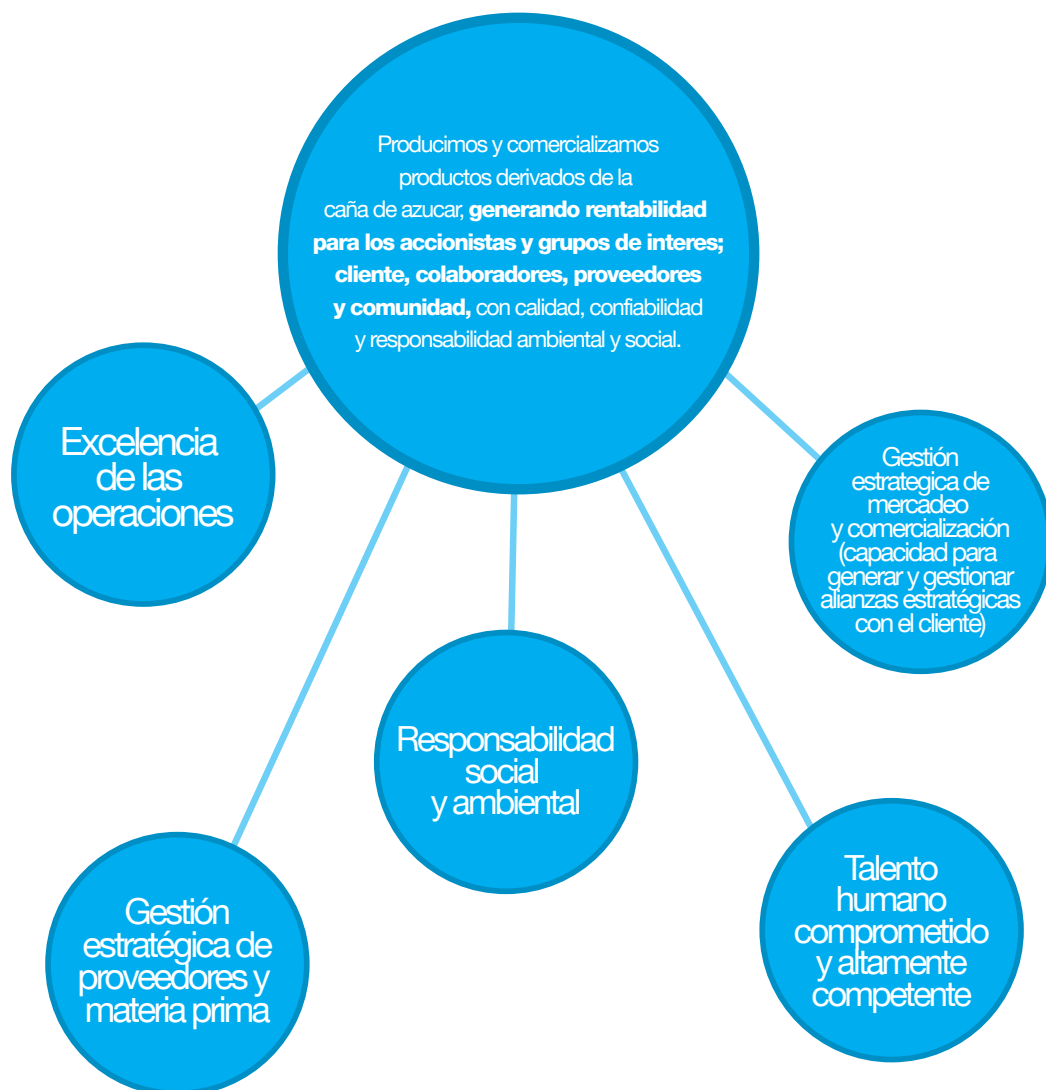 Producimos y comercializamos
productos derivados de la
caña de azucar, generando rentabilidad
para los accionistas y grupos de interes;
cliente, colaboradores, proveedores
y comunidad, con calidad, confiabilidad
y responsabilidad ambiental y social.
Excelencia
de las
operaciones
Gestión
estrategica de
mercadeo
y comercialización
(capacidad para
generar y gestionar
alianzas estratégicas
con el cliente)
Responsabilidad
social
y ambiental
Gestión
estratégica de
proveedores y
materia prima
Talento
humano
comprometido
y altamente
competente